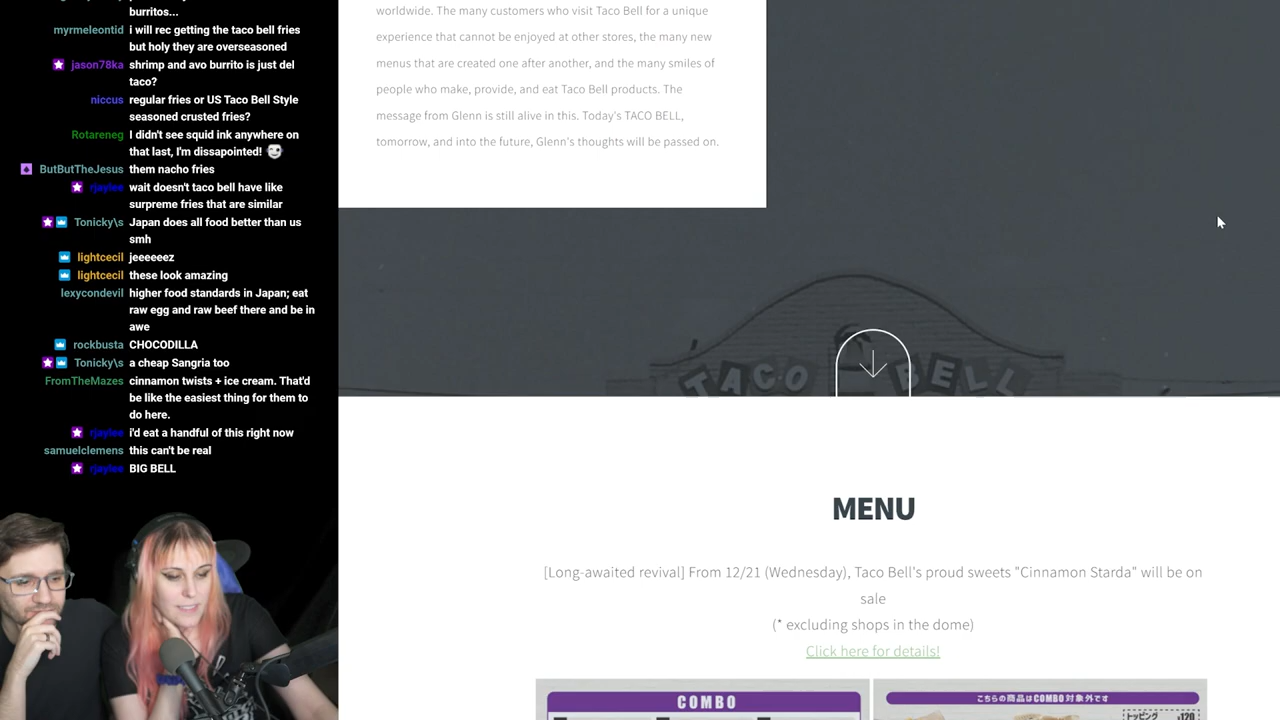 burritos...
myrmeleontid i will rec getting the taco bell fries
but holy they are overseasoned
jason78ka shrimp and avo burrito is just del
taco?
niccus regular fries or US Taco Bell Style
seasoned crusted fries?
Rotareneg I didn't see squid ink anywhere on
that last, I'm dissapointed!
ButButTheJesus them nacho fries
rjaylee wait doesn't taco bell have like
surpreme fries that are similar
Tonicky\s Japan does all food better than us
smh
lightcecil jeeeeeez
lightcecil these look amazing
lexycondevil higher food standards in Japan; eat
raw egg and raw beef there and be in
awe
rockbusta CHOCODILLA
Tonicky\s a cheap Sangria too
FromTheMazes cinnamon twists + ice cream. That'd
be like the easiest thing for them to
do here.
rjaylee i'd eat a handful of this right now
samuelclemens this can't be real
rjaylee BIG BELL
worldwide. The many customers who visit Taco Bell for a unique
experience that cannot be enjoyed at other stores, the many new
menus that are created one after another, and the many smiles of
people who make, provide, and eat Taco Bell products. The
message from Glenn is still alive in this. Today's TACO BELL,
tomorrow, and into the future, Glenn's thoughts will be passed on.
TACO BELL
MENU
[Long-awaited revival] From 12/21 (Wednesday), Taco Bell's proud sweets "Cinnamon Starda" will be on
sale
(* excluding shops in the dome)
Click here for details!
COMBO
こちらの商品はCOMBO対象外です
トッピング ¥120